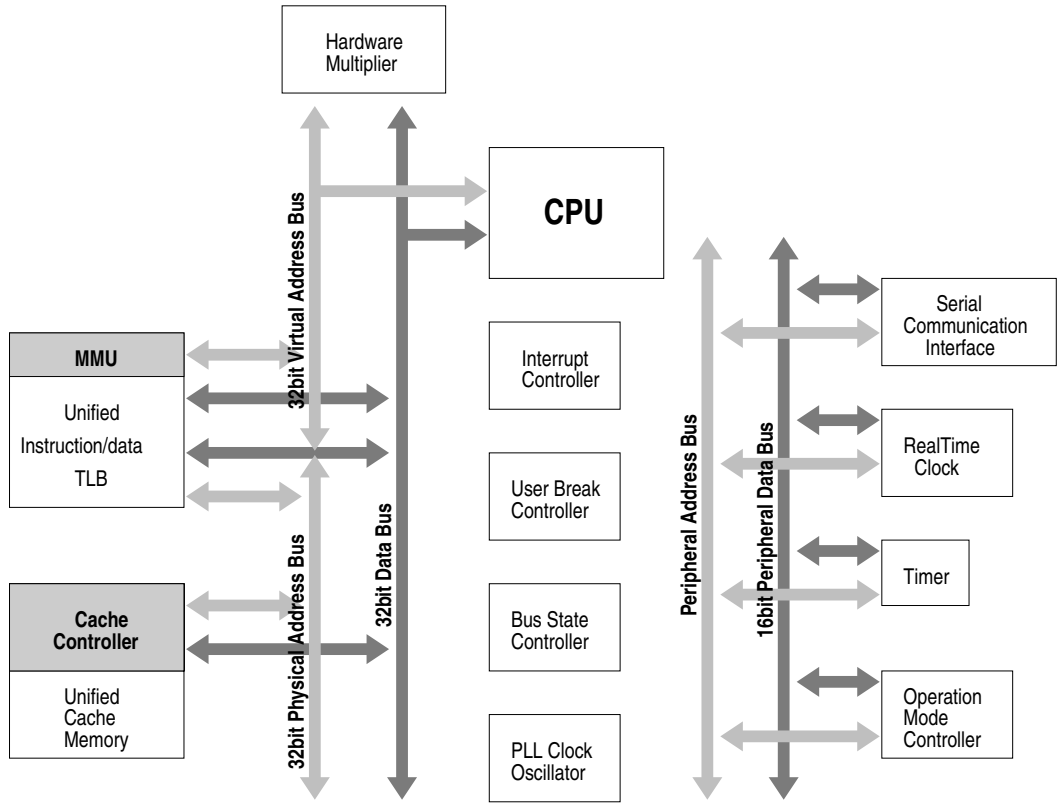 Hardware
Multiplier
CPU
32bit Virtual Address Bus
Serial
Communication
Interface
MMU
Unified
Instruction/data
TLB
Interrupt
Controller
RealTime
Clock
User Break
Controller
32bit Data Bus
Peripheral Address Bus
16bit Peripheral Data Bus
Timer
Cache
Controller
Unified
Cache
Memory
32bit Physical Address Bus
Bus State
Controller
Operation
Mode
Controller
PLL Clock
Oscillator